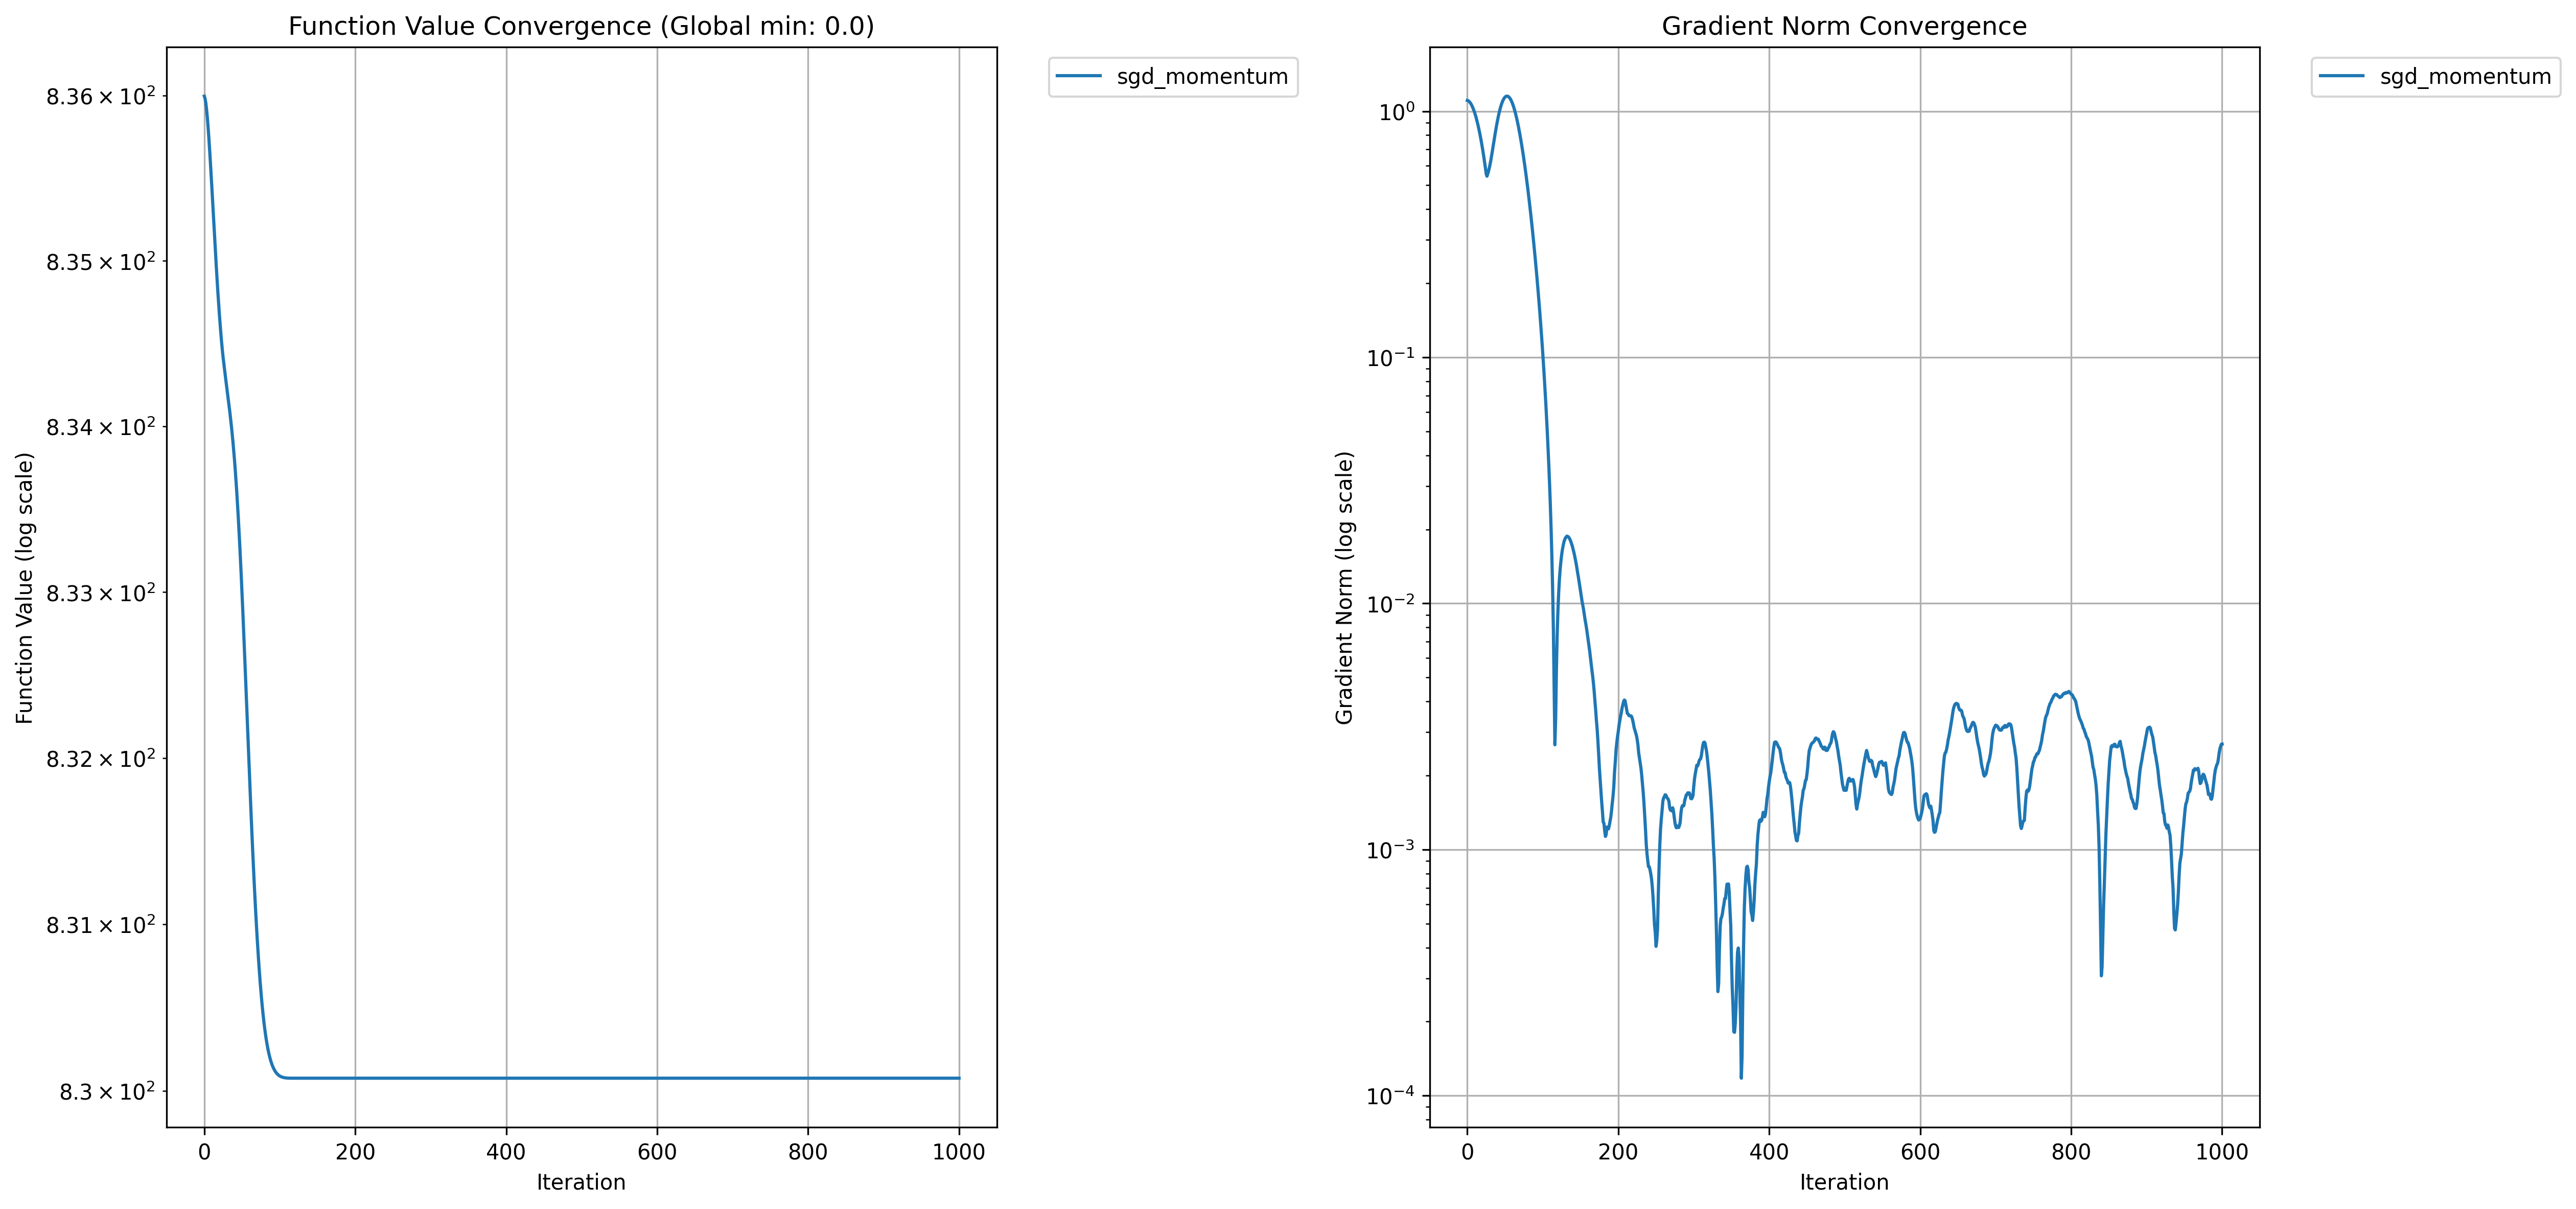 Function Value Convergence (Global min: 0.0)
sgd_momentum
Function Value (log scale)
8.36 × 10²
8.35 × 10²
8.34 × 10²
8.33 × 10²
8.32 × 10²
8.31 × 10²
8.3 × 10²
0 200 400 600 800 1000
Iteration
Gradient Norm Convergence
sgd_momentum
Gradient Norm (log scale)
10⁰
10⁻¹
10⁻²
10⁻³
10⁻⁴
0 200 400 600 800 1000
Iteration